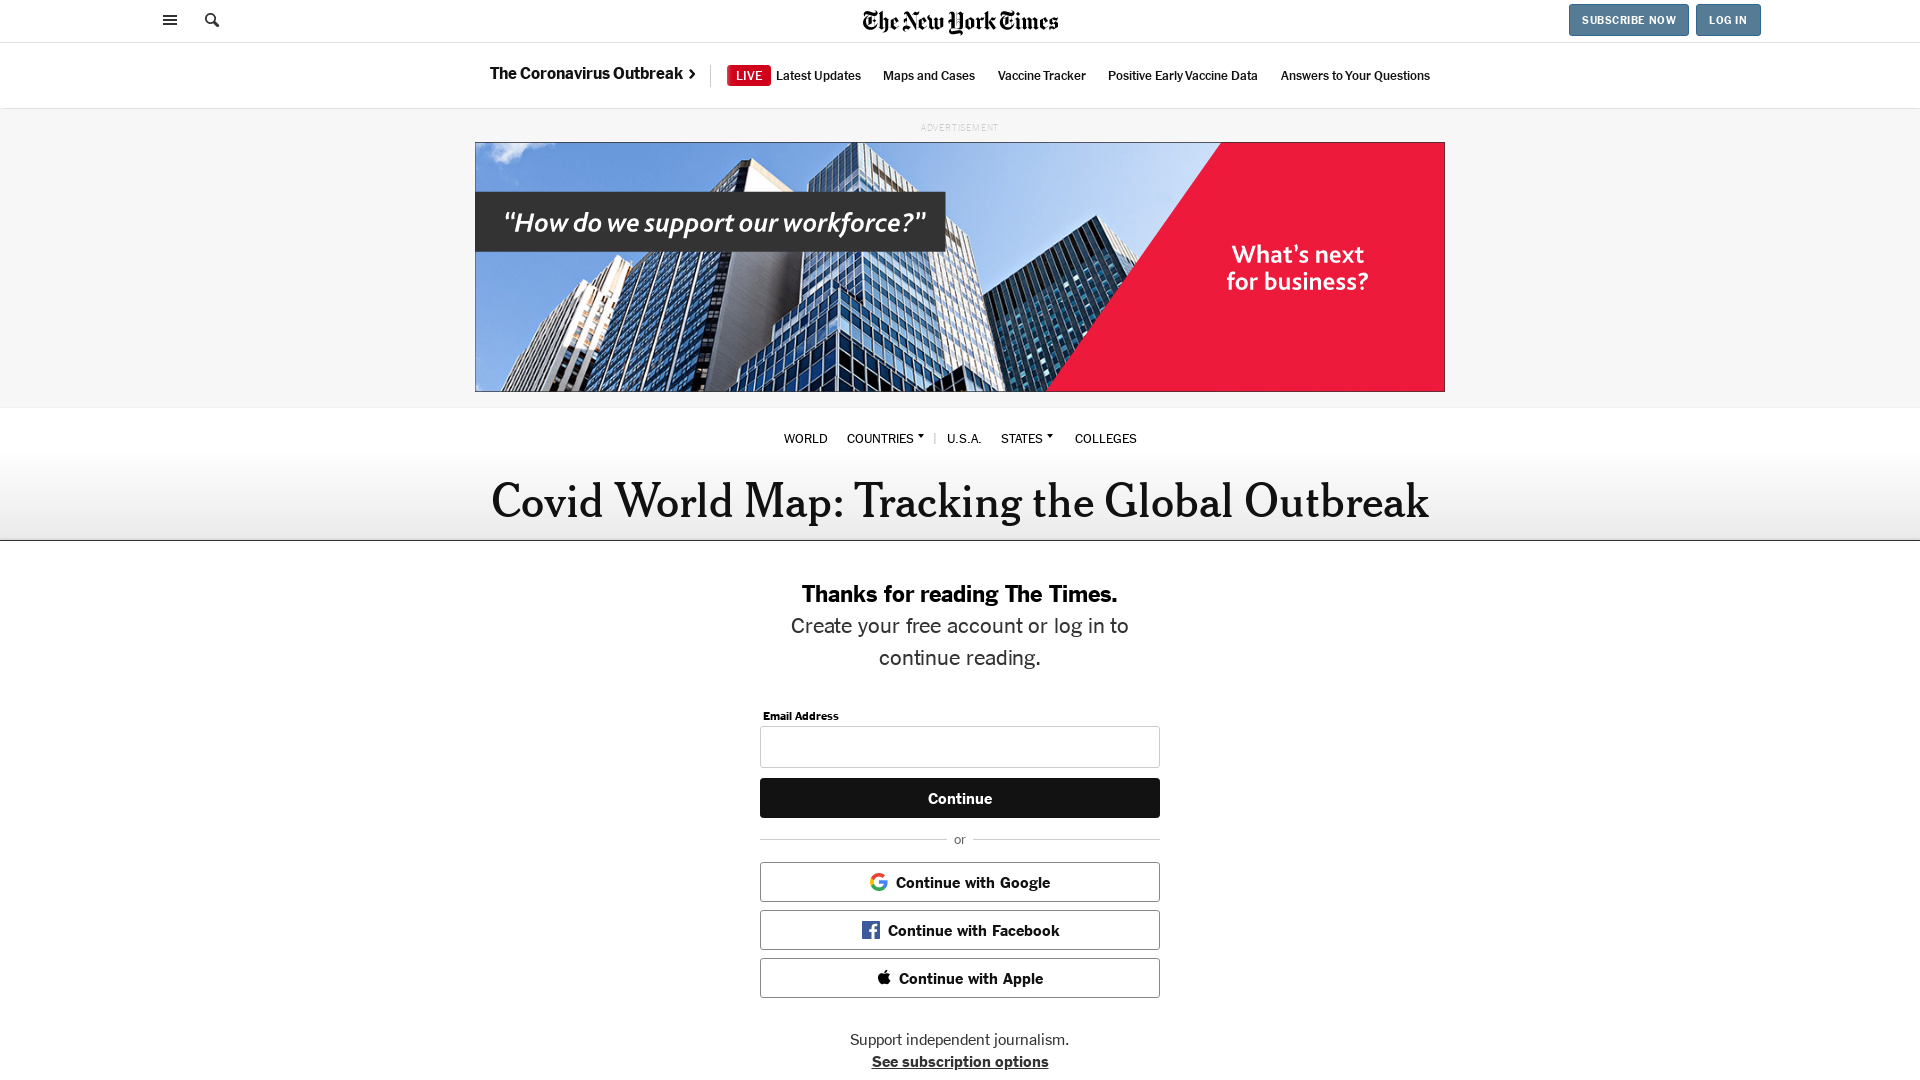 The New York Times
SUBSCRIBE NOW
LOG IN
The Coronavirus Outbreak
LIVE Latest Updates
Maps and Cases
Vaccine Tracker
Positive Early Vaccine Data
Answers to Your Questions
ADVERTISEMENT
“How do we support our workforce?”
What’s next
for business?
WORLD COUNTRIES | U.S.A. STATES COLLEGES
Covid World Map: Tracking the Global Outbreak
Thanks for reading The Times.
Create your free account or log in to
continue reading.
Email Address
Continue
or
Continue with Google
Continue with Facebook
Continue with Apple
Support independent journalism.
See subscription options